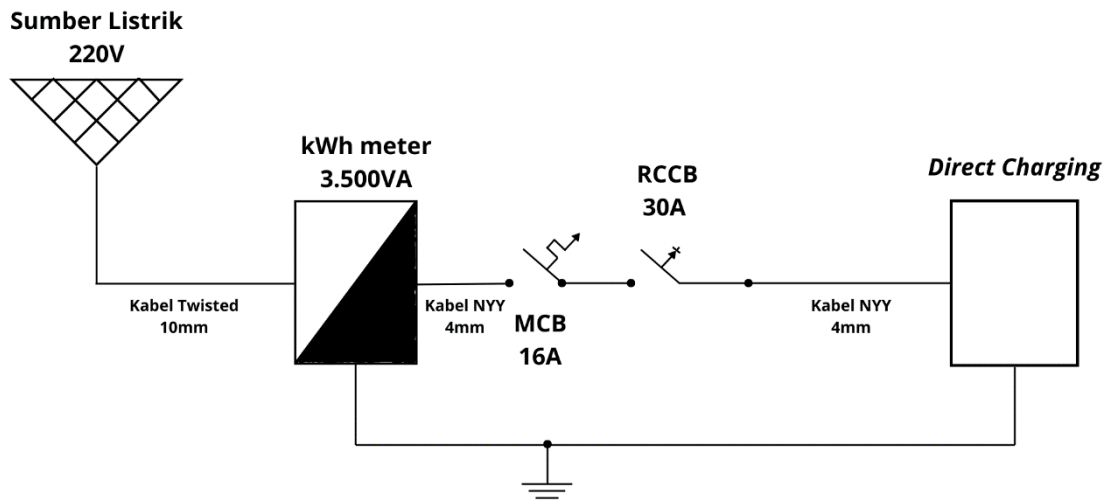 Sumber Listrik
220V
kWh meter
3.500VA
RCCB
30A
Direct Charging
Kabel Twisted
10mm
Kabel NYY
4mm
MCB
16A
Kabel NYY
4mm